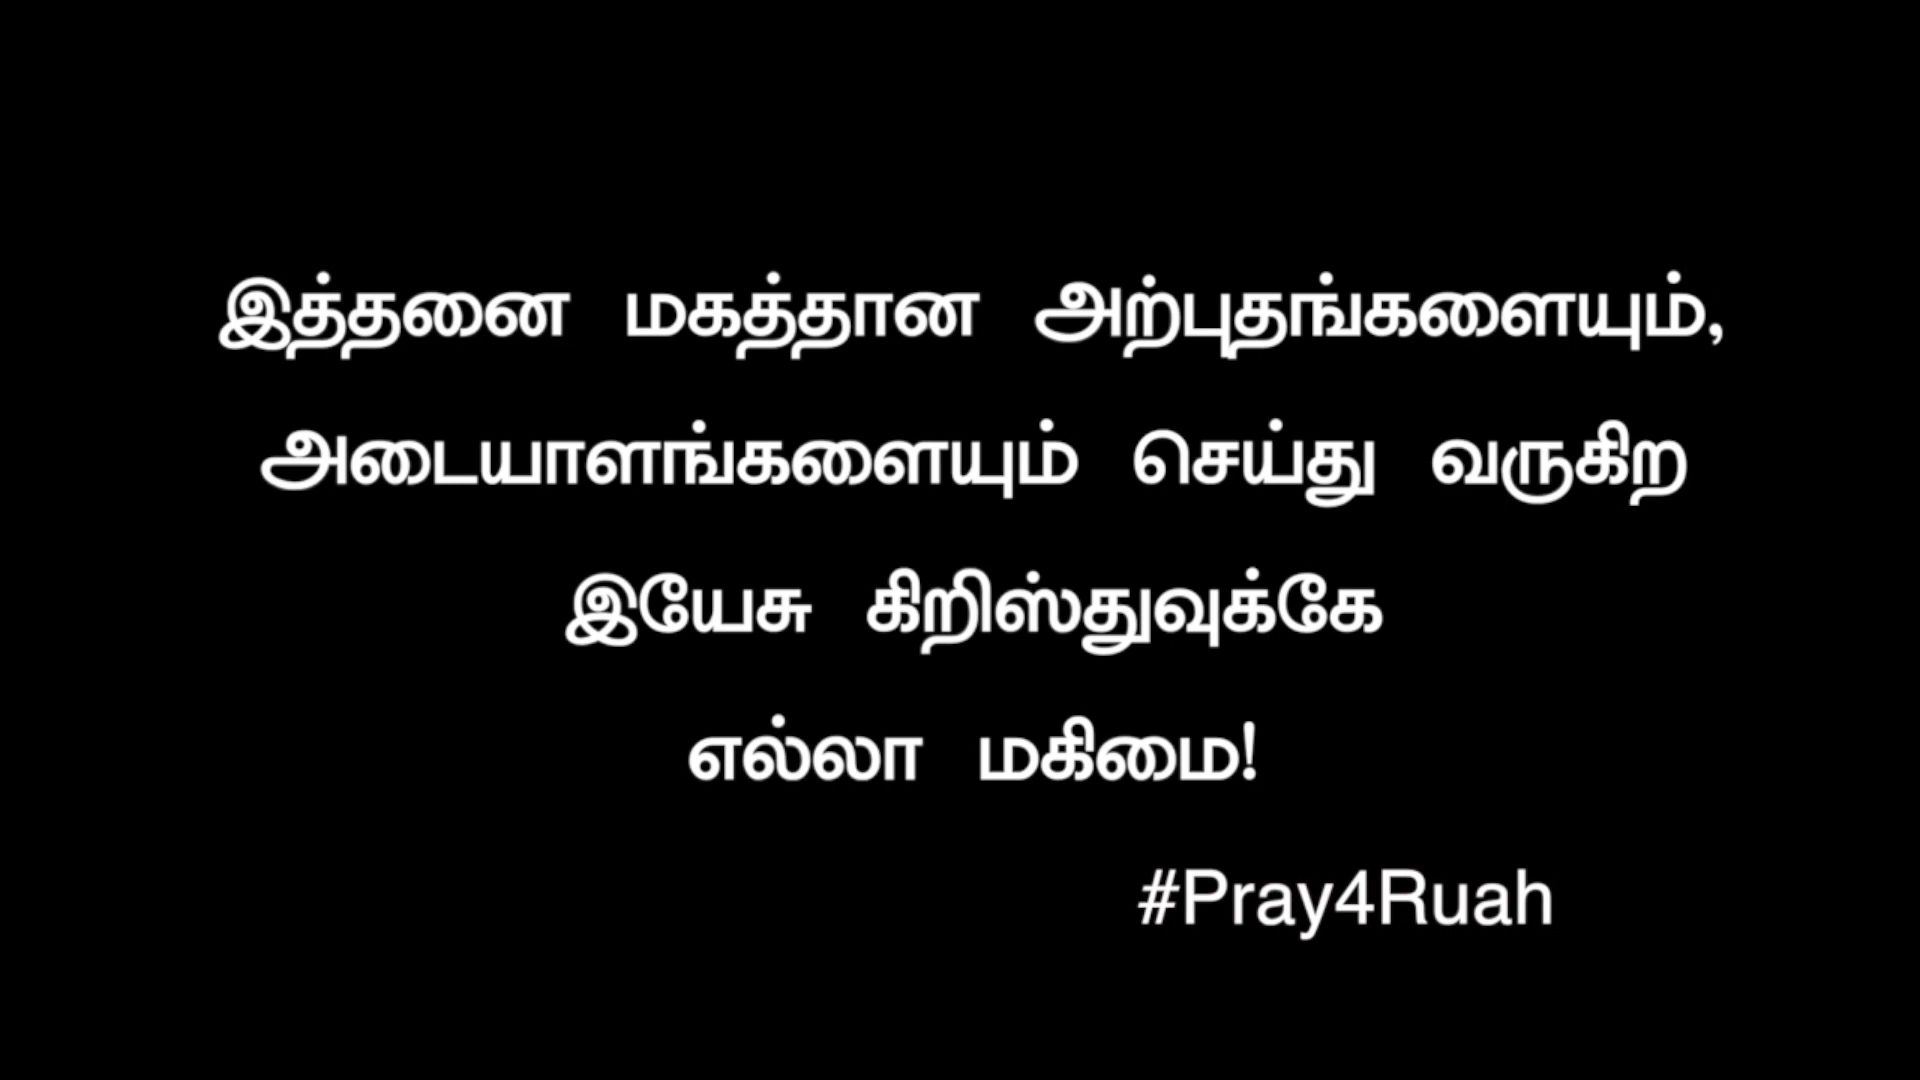 இத்தனை மகத்தான அற்புதங்களையும்,
அடையாளங்களையும் செய்து வருகிற
இயேசு கிறிஸ்துவுக்கே
எல்லா மகிமை!
#Pray4Ruah